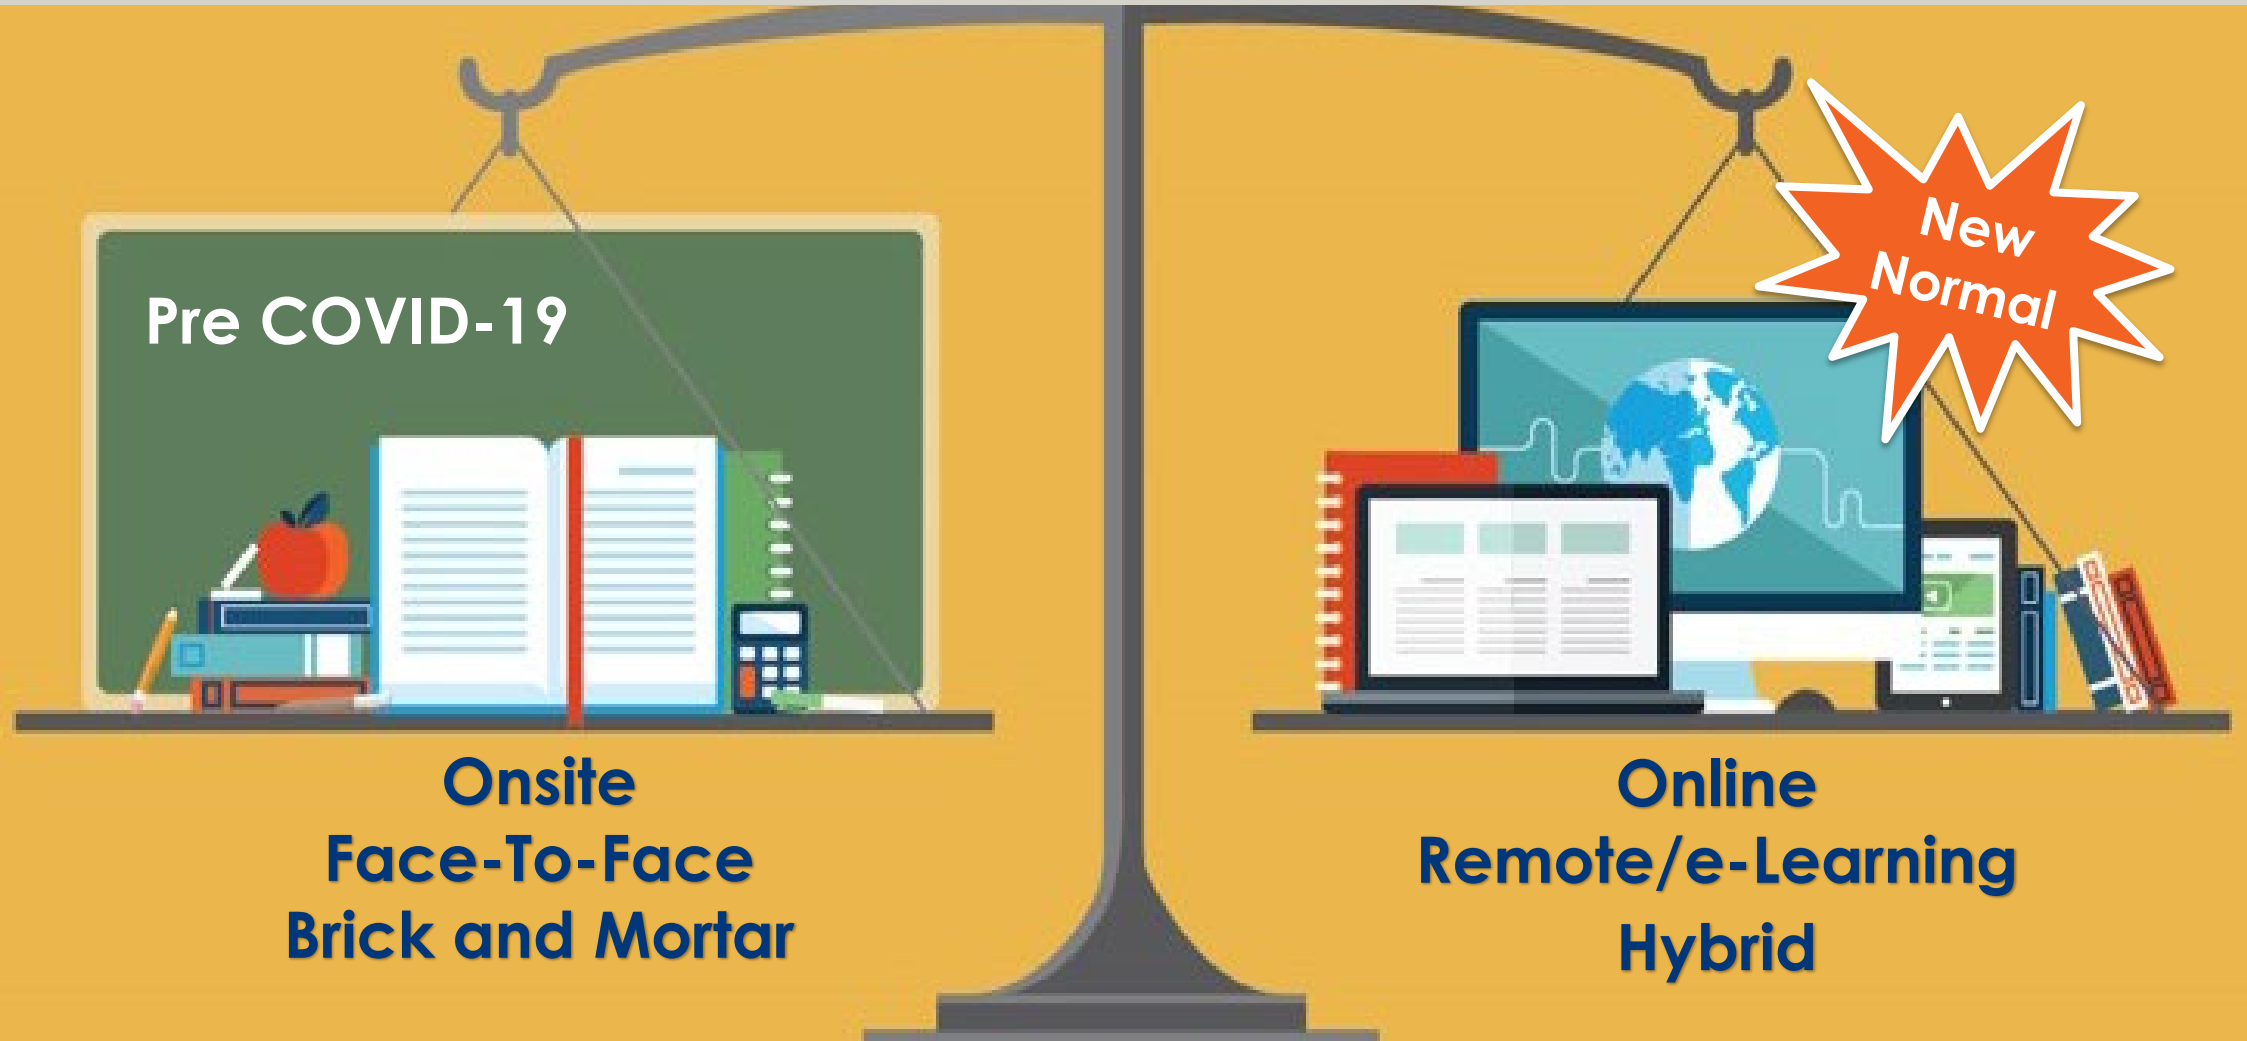 Pre COVID-19
Onsite
Face-To-Face
Brick and Mortar
New
Normal
Online
Remote/e-Learning
Hybrid